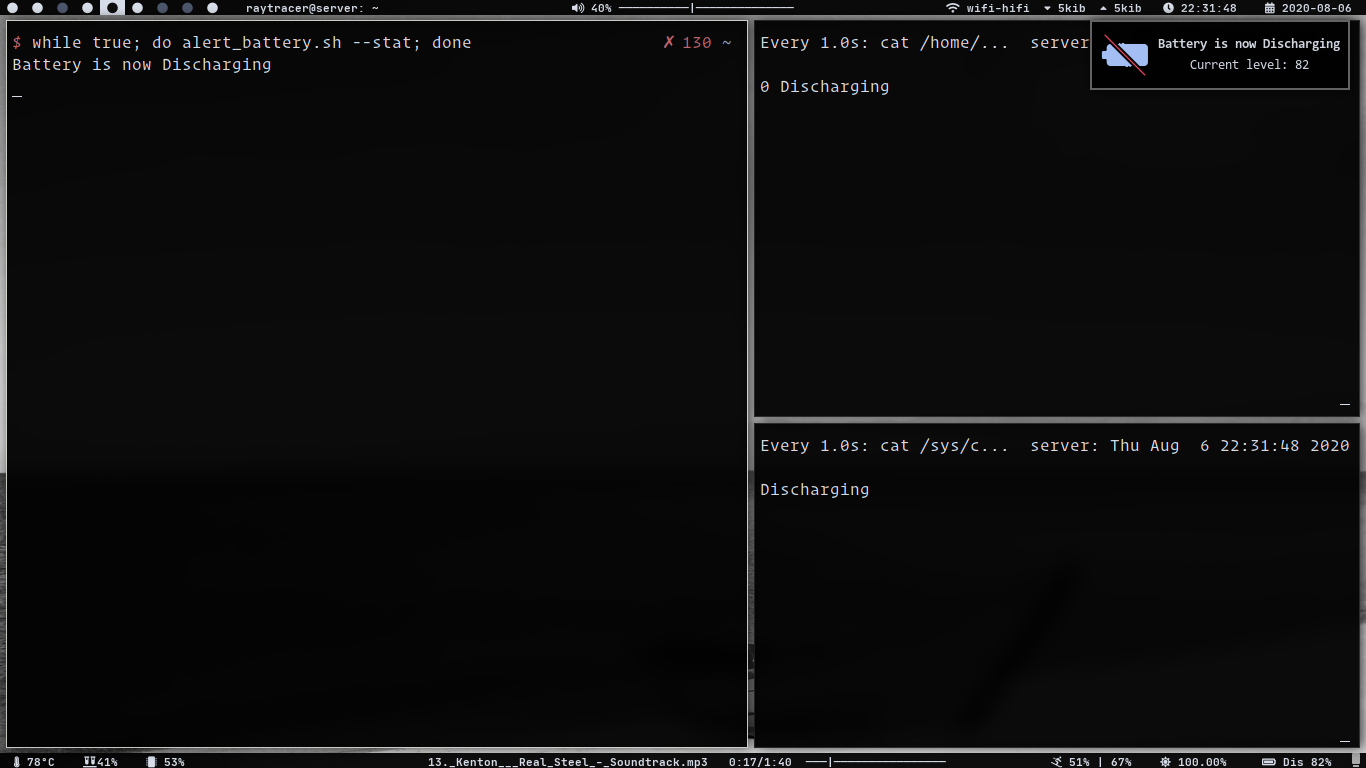 raytracer@server: ~
40%
wifi-hifi
5kib
5kib
22:31:48
2020-08-06
$ while true; do alert_battery.sh --stat; done
✗ 130 ~
Battery is now Discharging
Every 1.0s: cat /home/... server
0 Discharging
Battery is now Discharging
Current level: 82
Every 1.0s: cat /sys/c... server: Thu Aug 6 22:31:48 2020
Discharging
78°C
41%
53%
13._Kenton___Real_Steel_-_Soundtrack.mp3
0:17/1:40
51% | 67%
100.00%
Dis 82%